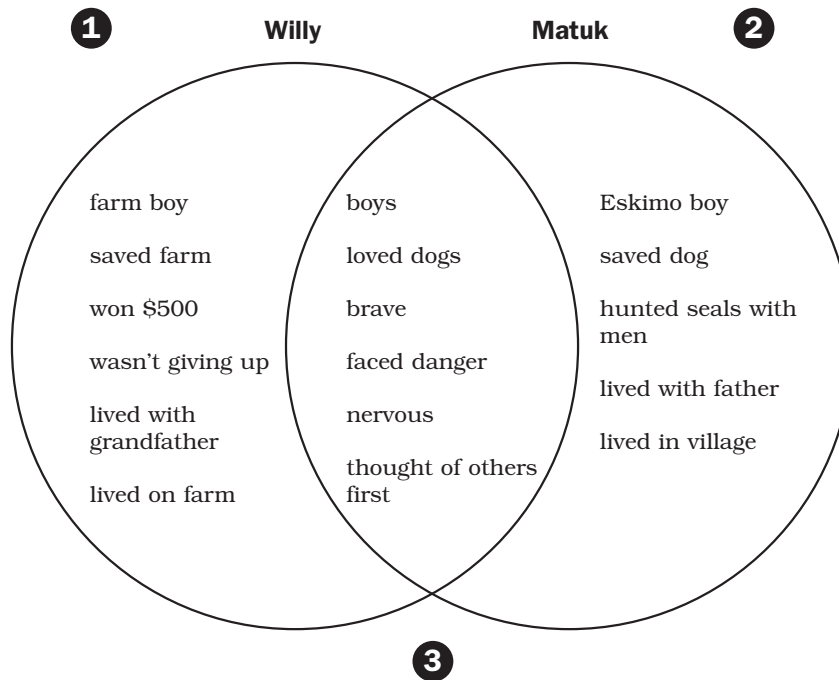 1 Willy Matuk 2
farm boy
saved farm
won $500
wasn't giving up
lived with
grandfather
lived on farm
boys
loved dogs
brave
faced danger
nervous
thought of others
first
Eskimo boy
saved dog
hunted seals with
men
lived with father
lived in village
3